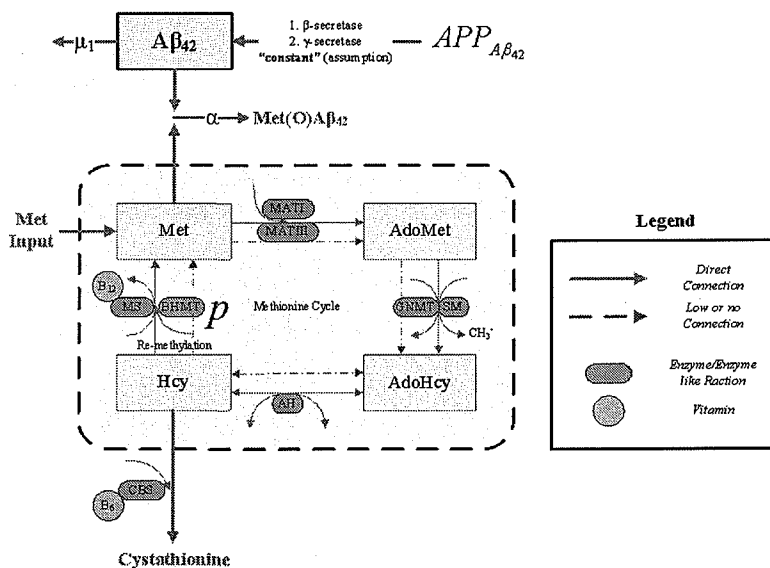 μ₁
Aβ₄₂
1. β-secretase
2. γ-secretase
"constant" (assumption)
APP Aβ₄₂
α
Met(O)Aβ₄₂
Met
Input
Met
MATI
MATIII
AdoMet
B₁₂
MS
BHMT
p
Methionine Cycle
GNMT
SM
CH₃⁺
Re-methylation
Hcy
AH
AdoHcy
CBS
B₆
Cystathionine
Legend
Direct
Connection
Low or no
Connection
Enzyme/Enzyme
like Raction
Vitamin